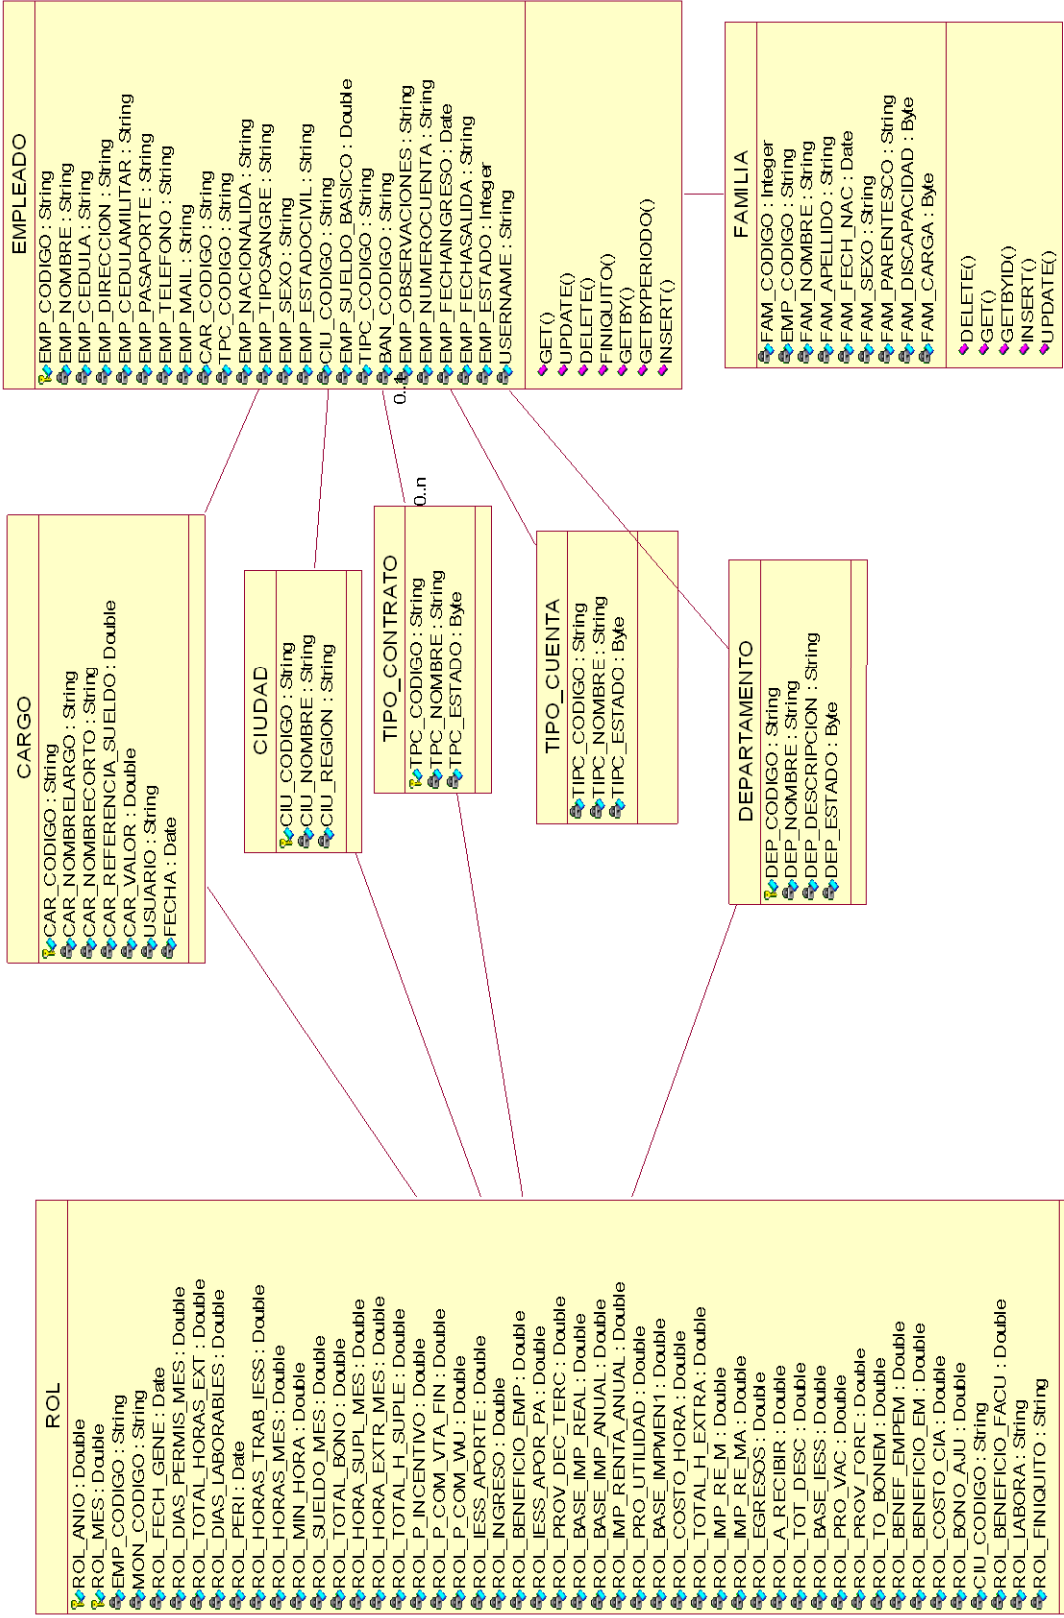 ROL
ROL_ANIO : Double
ROL_MES : Double
EMP_CODIGO : String
MON_CODIGO : String
ROL_FECH_GENE : Date
ROL_DIAS_PERMIS_MES : Double
ROL_TOTAL_HORAS_EXT : Double
ROL_DIAS_LABORABLES : Double
ROL_PERI : Date
ROL_HORAS_TRAB_IESS : Double
ROL_HORAS_MES : Double
ROL_MIN_HORA : Double
ROL_SUELDO_MES : Double
ROL_TOTAL_BONO : Double
ROL_HORA_SUPL_MES : Double
ROL_HORA_EXTR_MES : Double
ROL_TOTAL_H_SUPLE : Double
ROL_P_INCENTIVO : Double
ROL_P_COM_VTA_FIN : Double
ROL_P_COM_WU : Double
ROL_IESS_APORTE : Double
ROL_INGRESO : Double
ROL_BENEFICIO_EMP : Double
ROL_IESS_APOR_PA : Double
ROL_PROV_DEC_TERC : Double
ROL_BASE_IMP_REAL : Double
ROL_BASE_IMP_ANUAL : Double
ROL_IMP_RENTA_ANUAL : Double
ROL_PRO_UTILIDAD : Double
ROL_BASE_IMPMEN1 : Double
ROL_COSTO_HORA : Double
ROL_TOTAL_H_EXTRA : Double
ROL_IMP_RE_M : Double
ROL_IMP_RE_MA : Double
ROL_EGRESOS : Double
ROL_A_RECIBIR : Double
ROL_TOT_DESC : Double
ROL_BASE_IESS : Double
ROL_PRO_VAC : Double
ROL_PROV_TORE : Double
ROL_TO_BONEM : Double
ROL_BENEF_EMPEM : Double
ROL_BENEFICIO_EM : Double
ROL_COSTO_CIA : Double
ROL_BONO_AJU : Double
CIU_CODIGO : String
ROL_BENEFICIO_FACU : Double
ROL_LABORA : String
ROL_FINIQUITO : String
CARGO
CAR_CODIGO : String
CAR_NOMBRELARGO : String
CAR_NOMBRECORTO : String
CAR_REFERENCIA_SUELDO : Double
CAR_VALOR : Double
USUARIO : String
FECHA : Date
CIUDAD
CIU_CODIGO : String
CIU_NOMBRE : String
CIU_REGION : String
TIPO_CONTRATO
TPC_CODIGO : String
TPC_NOMBRE : String
TPC_ESTADO : Byte
0..n
TIPO_CUENTA
TIPC_CODIGO : String
TIPC_NOMBRE : String
TIPC_ESTADO : Byte
DEPARTAMENTO
DEP_CODIGO : String
DEP_NOMBRE : String
DEP_DESCRIPCION : String
DEP_ESTADO : Byte
EMPLEADO
EMP_CODIGO : String
EMP_NOMBRE : String
EMP_CEDULA : String
EMP_DIRECCION : String
EMP_CEDULAMILITAR : String
EMP_PASAPORTE : String
EMP_TELEFONO : String
EMP_MAIL : String
CAR_CODIGO : String
TPC_CODIGO : String
EMP_NACIONALIDA : String
EMP_TIPOSANGRE : String
EMP_SEXO : String
EMP_ESTADOCIVIL : String
CIU_CODIGO : String
EMP_SUELDO_BASICO : Double
TIPC_CODIGO : String
BAN_CODIGO : String
EMP_OBSERVACIONES : String
EMP_NUMEROCUENTA : String
EMP_FECHAINGRESO : Date
EMP_FECHASALIDA : String
EMP_ESTADO : Integer
USERNAME : String
GET()
UPDATE()
DELETE()
FINIQUITO()
GETBY()
GETBYPERIODO()
INSERT()
FAMILIA
FAM_CODIGO : Integer
EMP_CODIGO : String
FAM_NOMBRE : String
FAM_APELLIDO : String
FAM_FECH_NAC : Date
FAM_SEXO : String
FAM_PARENTESCO : String
FAM_DISCAPACIDAD : Byte
FAM_CARGA : Byte
DELETE()
GET()
GETBYID()
INSERT()
UPDATE()